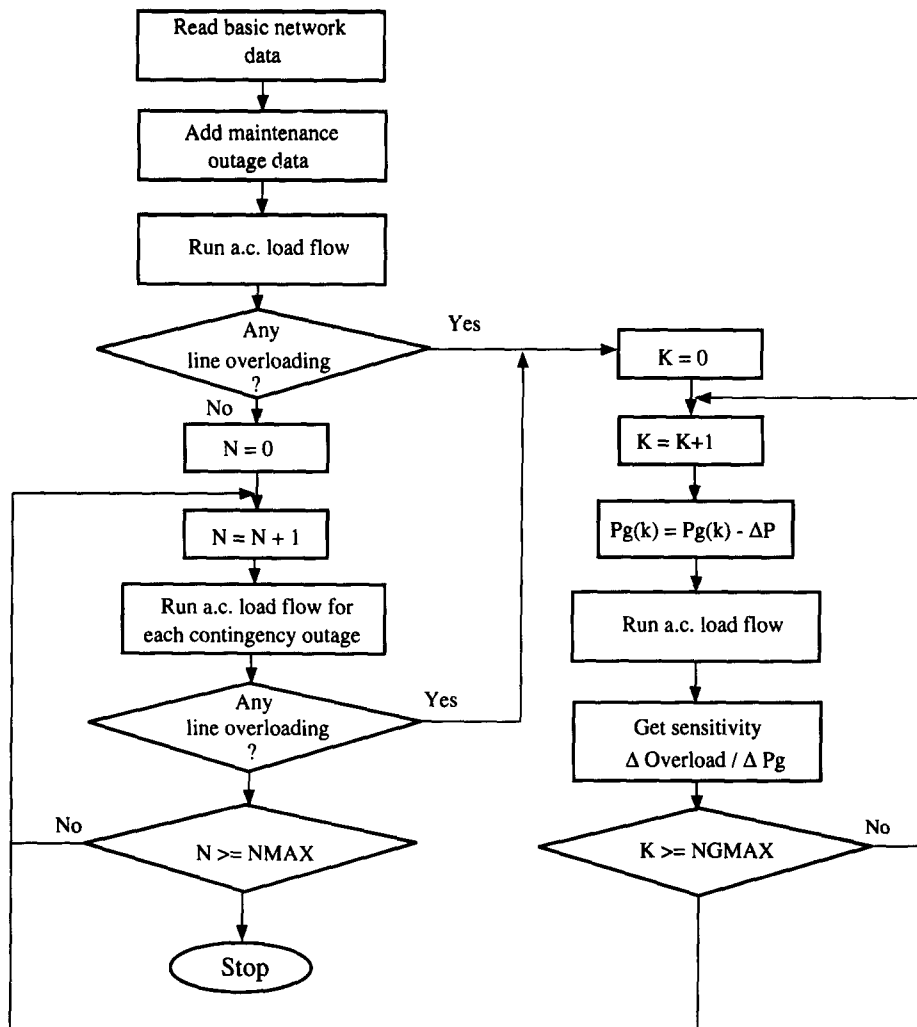 Read basic network
data
Add maintenance
outage data
Run a.c. load flow
Any
line overloading
?
Yes
No
N = 0
N = N + 1
Run a.c. load flow for
each contingency outage
Any
line overloading
?
Yes
No
N >= NMAX
Stop
K = 0
K = K+1
Pg(k) = Pg(k) - ΔP
Run a.c. load flow
Get sensitivity
Δ Overload / Δ Pg
K >= NGMAX
No